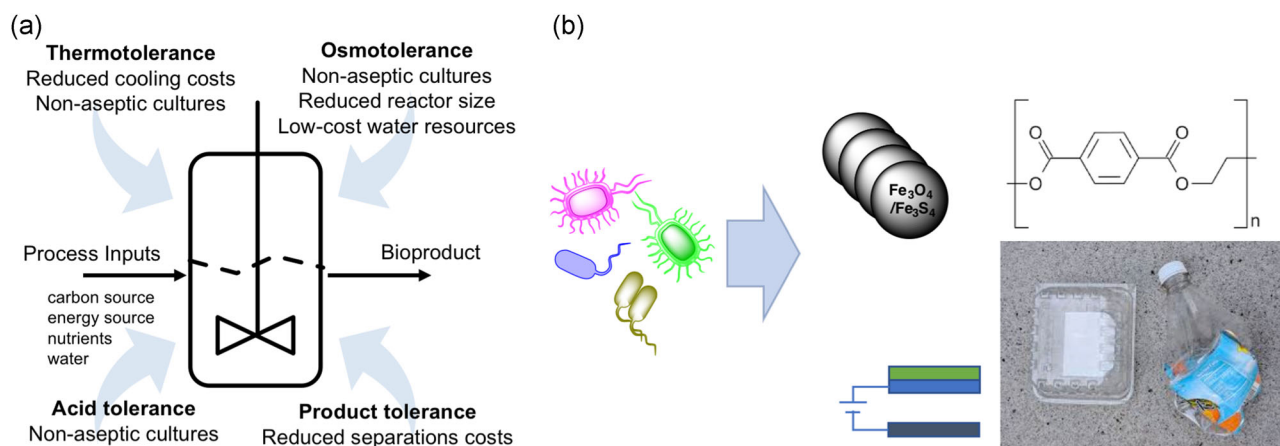 (a)
Thermotolerance
Reduced cooling costs
Non-aseptic cultures
Osmotolerance
Non-aseptic cultures
Reduced reactor size
Low-cost water resources
Process Inputs
carbon source
energy source
nutrients
water
Bioproduct
Acid tolerance
Non-aseptic cultures
Product tolerance
Reduced separations costs
(b)
Fe₃O₄
/Fe₃S₄
O
O
O
O
n